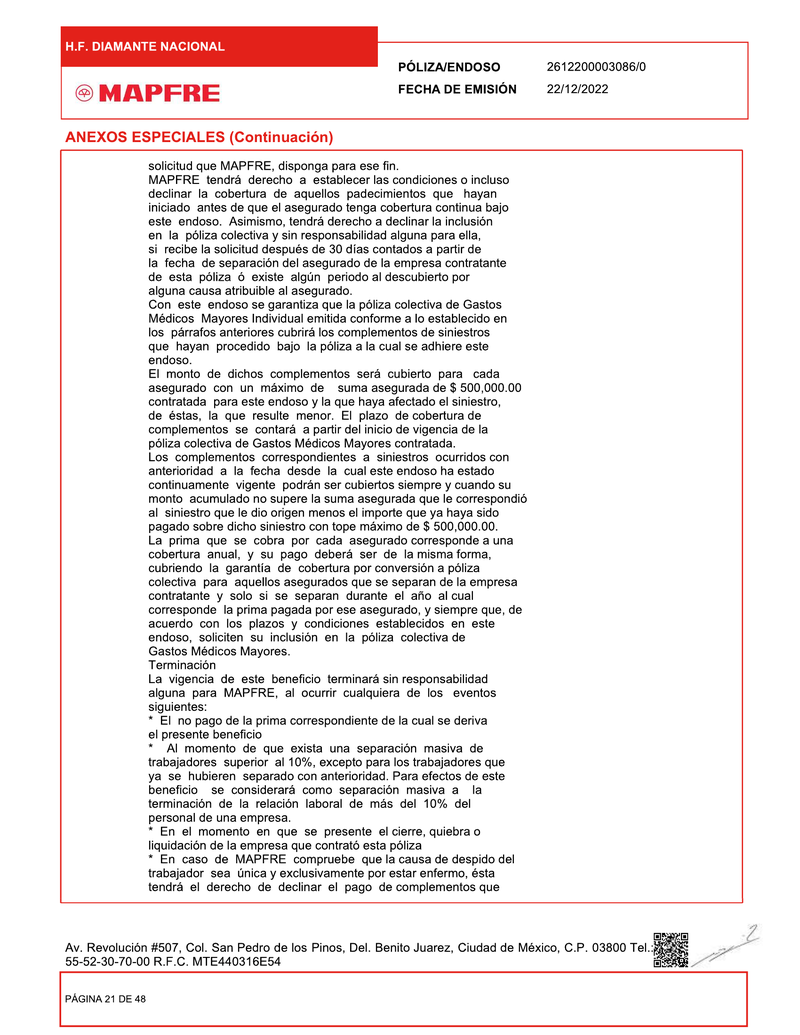 H.F. DIAMANTE NACIONAL
MAPFRE
PÓLIZA/ENDOSO 2612200003086/0
FECHA DE EMISIÓN 22/12/2022
ANEXOS ESPECIALES (Continuación)
solicitud que MAPFRE, disponga para ese fin.
MAPFRE tendrá derecho a establecer las condiciones o incluso
declinar la cobertura de aquellos padecimientos que hayan
iniciado antes de que el asegurado tenga cobertura continua bajo
este endoso. Asimismo, tendrá derecho a declinar la inclusión
en la póliza colectiva y sin responsabilidad alguna para ella,
si recibe la solicitud después de 30 días contados a partir de
la fecha de separación del asegurado de la empresa contratante
de esta póliza ó existe algún periodo al descubierto por
alguna causa atribuible al asegurado.
Con este endoso se garantiza que la póliza colectiva de Gastos
Médicos Mayores Individual emitida conforme a lo establecido en
los párrafos anteriores cubrirá los complementos de siniestros
que hayan procedido bajo la póliza a la cual se adhiere este
endoso.
El monto de dichos complementos será cubierto para cada
asegurado con un máximo de suma asegurada de $ 500,000.00
contratada para este endoso y la que haya afectado el siniestro,
de éstas, la que resulte menor. El plazo de cobertura de
complementos se contará a partir del inicio de vigencia de la
póliza colectiva de Gastos Médicos Mayores contratada.
Los complementos correspondientes a siniestros ocurridos con
anterioridad a la fecha desde la cual este endoso ha estado
continuamente vigente podrán ser cubiertos siempre y cuando su
monto acumulado no supere la suma asegurada que le correspondió
al siniestro que le dio origen menos el importe que ya haya sido
pagado sobre dicho siniestro con tope máximo de $ 500,000.00.
La prima que se cobra por cada asegurado corresponde a una
cobertura anual, y su pago deberá ser de la misma forma,
cubriendo la garantía de cobertura por conversión a póliza
colectiva para aquellos asegurados que se separan de la empresa
contratante y solo si se separan durante el año al cual
corresponde la prima pagada por ese asegurado, y siempre que, de
acuerdo con los plazos y condiciones establecidos en este
endoso, soliciten su inclusión en la póliza colectiva de
Gastos Médicos Mayores.
Terminación
La vigencia de este beneficio terminará sin responsabilidad
alguna para MAPFRE, al ocurrir cualquiera de los eventos
siguientes:
* El no pago de la prima correspondiente de la cual se deriva
el presente beneficio
* Al momento de que exista una separación masiva de
trabajadores superior al 10%, excepto para los trabajadores que
ya se hubieren separado con anterioridad. Para efectos de este
beneficio se considerará como separación masiva a la
terminación de la relación laboral de más del 10% del
personal de una empresa.
* En el momento en que se presente el cierre, quiebra o
liquidación de la empresa que contrató esta póliza
* En caso de MAPFRE compruebe que la causa de despido del
trabajador sea única y exclusivamente por estar enfermo, ésta
tendrá el derecho de declinar el pago de complementos que
Av. Revolución #507, Col. San Pedro de los Pinos, Del. Benito Juarez, Ciudad de México, C.P. 03800 Tel.:
55-52-30-70-00 R.F.C. MTE440316E54
PÁGINA 21 DE 48